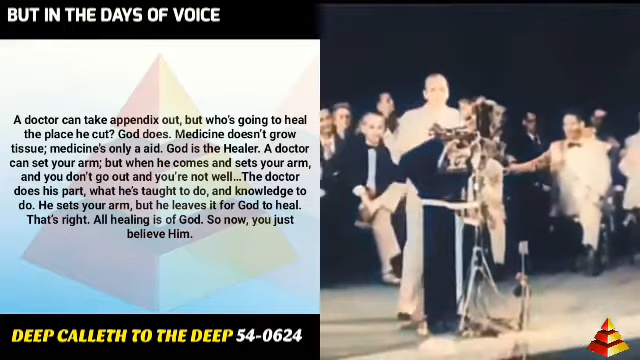 BUT IN THE DAYS OF VOICE
A doctor can take appendix out, but who's going to heal
the place he cut? God does. Medicine doesn't grow
tissue; medicine's only a aid. God is the Healer. A doctor
can set your arm; but when he comes and sets your arm,
and you don't go out and you're not well...The doctor
does his part, what he's taught to do, and knowledge to
do. He sets your arm, but he leaves it for God to heal.
That's right. All healing is of God. So now, you just
believe Him.
DEEP CALLETH TO THE DEEP 54-0624